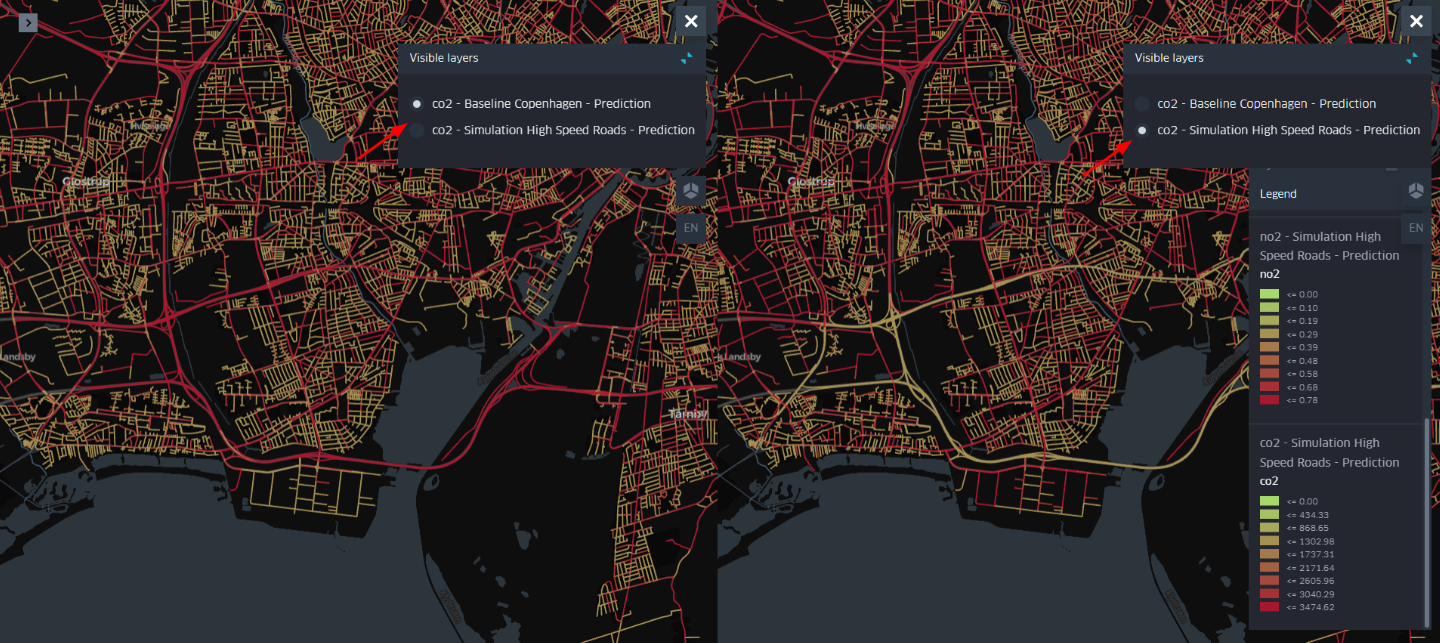 Visible layers
co2 - Baseline Copenhagen - Prediction
co2 - Simulation High Speed Roads - Prediction
Hvissinge
Glostrup
EN
Landsby
Tårnby
Visible layers
co2 - Baseline Copenhagen - Prediction
co2 - Simulation High Speed Roads - Prediction
Hvissinge
Glostrup
Landsby
Legend
EN
no2 - Simulation High
Speed Roads - Prediction
no2
<= 0.00
<= 0.10
<= 0.19
<= 0.29
<= 0.39
<= 0.48
<= 0.58
<= 0.68
<= 0.78
co2 - Simulation High
Speed Roads - Prediction
co2
<= 0.00
<= 434.33
<= 868.65
<= 1302.98
<= 1737.31
<= 2171.64
<= 2605.96
<= 3040.29
<= 3474.62